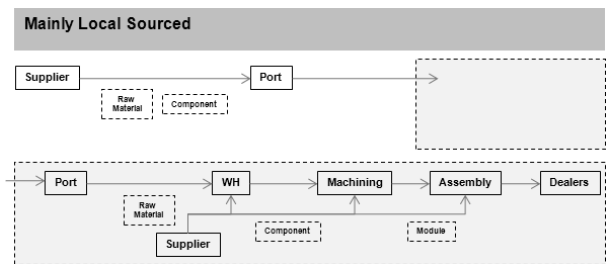 Mainly Local Sourced
Supplier
Port
Raw
Material
Component
Port
WH
Machining
Assembly
Dealers
Raw
Material
Supplier
Component
Module